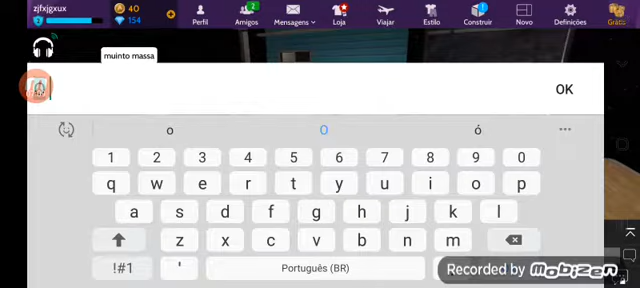 zjfxjgxux
40
154
Perfil
Amigos
2
Mensagens
Loja
Viajar
Estilo
Construir
Novo
Definições
Grátis
muinto massa
OK
o O ó
1 2 3 4 5 6 7 8 9 0
q w e r t y u i o p
a s d f g h j k l
z x c v b n m
!#1 ' Português (BR)
Recorded by Mobizen